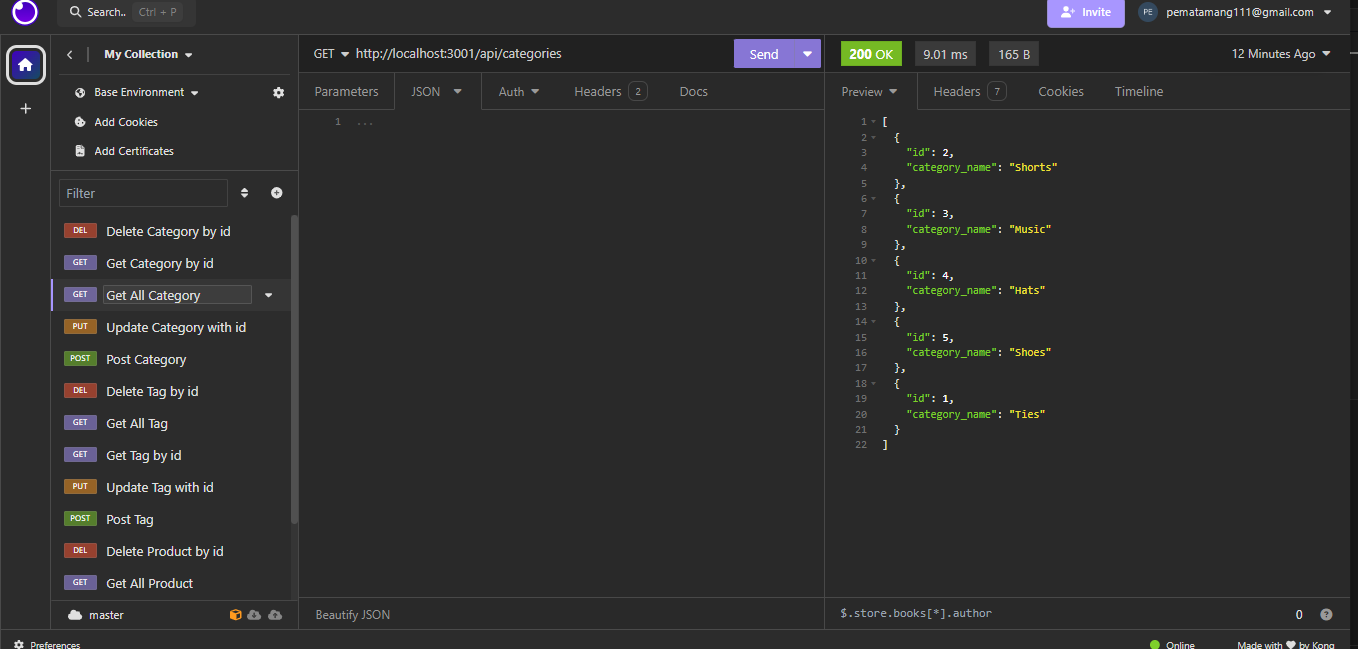 Search.. Ctrl + P
Invite
PE pematamang111@gmail.com
My Collection
GET http://localhost:3001/api/categories
Send
200 OK 9.01 ms 165 B
12 Minutes Ago
Base Environment
Add Cookies
Add Certificates
Filter
DEL Delete Category by id
GET Get Category by id
GET Get All Category
PUT Update Category with id
POST Post Category
DEL Delete Tag by id
GET Get All Tag
GET Get Tag by id
PUT Update Tag with id
POST Post Tag
DEL Delete Product by id
GET Get All Product
master
Parameters JSON Auth Headers 2 Docs
1 ...
Beautify JSON
Preview Headers 7 Cookies Timeline
1 [
2 {
3 "id": 2,
4 "category_name": "Shorts"
5 },
6 {
7 "id": 3,
8 "category_name": "Music"
9 },
10 {
11 "id": 4,
12 "category_name": "Hats"
13 },
14 {
15 "id": 5,
16 "category_name": "Shoes"
17 },
18 {
19 "id": 1,
20 "category_name": "Ties"
21 }
22 ]
$.store.books[*].author
0 ?
Preferences
Online
Made with ♥ by Kong